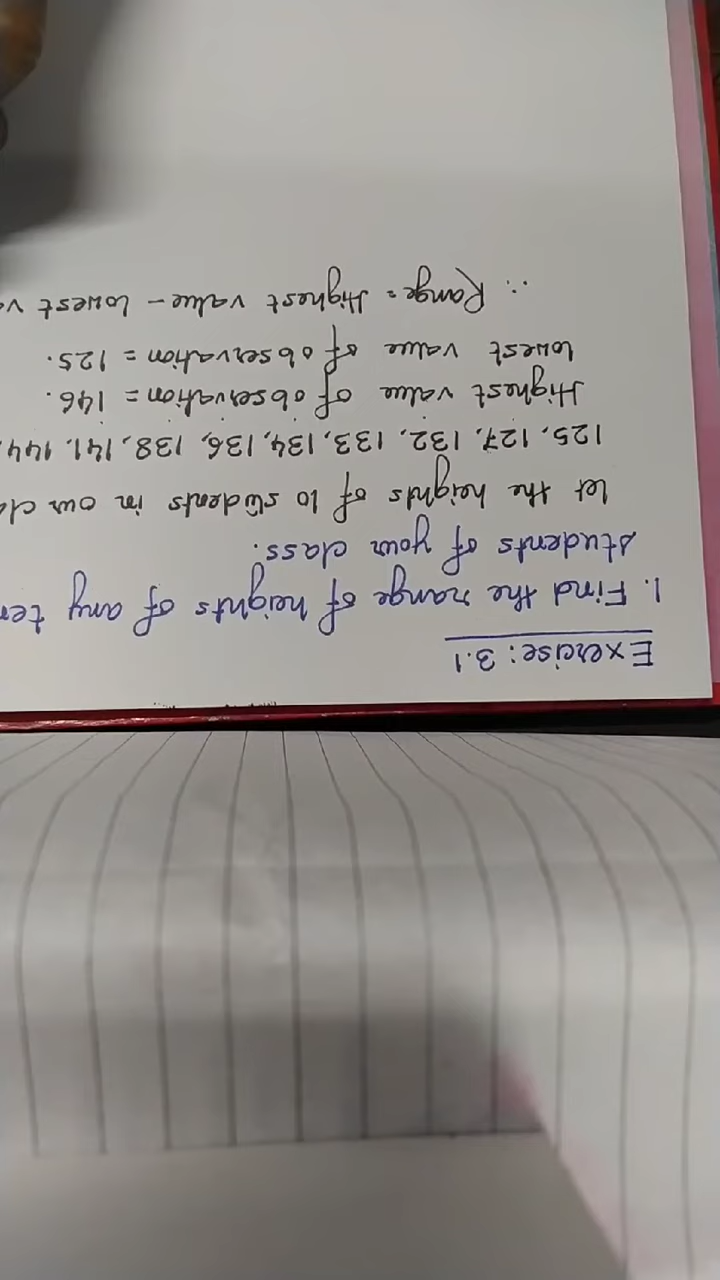 Exercise: 3.1
1. Find the range of heights of any
students of your class.
let the heights of 10 students in our
125, 127, 132, 133, 134, 136, 138, 141, 144,
Highest value of observation = 146.
lowest value of observation = 125.
∴ Range = Highest value - lowest